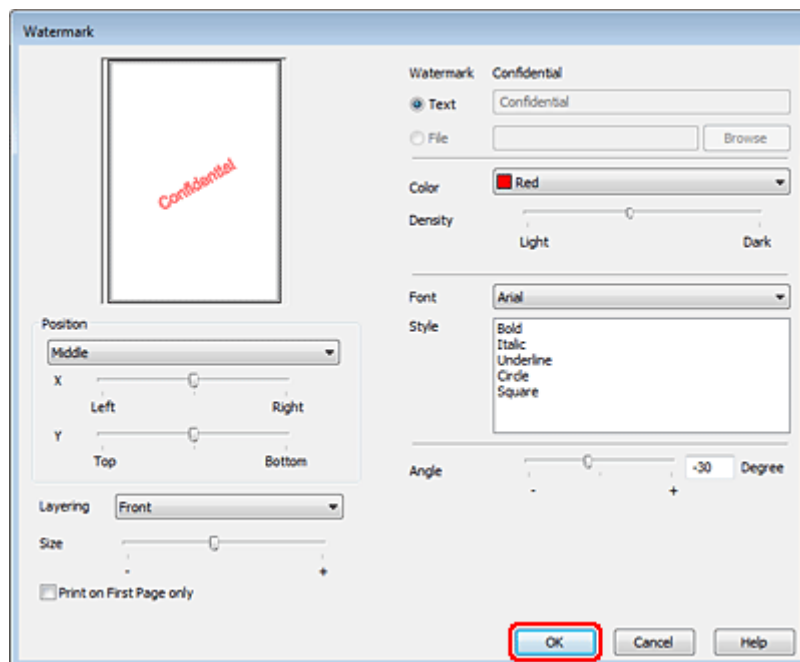 Watermark
Confidential
Position
Middle
X
Left Right
Y
Top Bottom
Layering Front
Size
- +
Print on First Page only
Watermark Confidential
Text Confidential
File Browse
Color Red
Density
Light Dark
Font Arial
Style Bold
Italic
Underline
Circle
Square
Angle -30 Degree
- +
OK Cancel Help